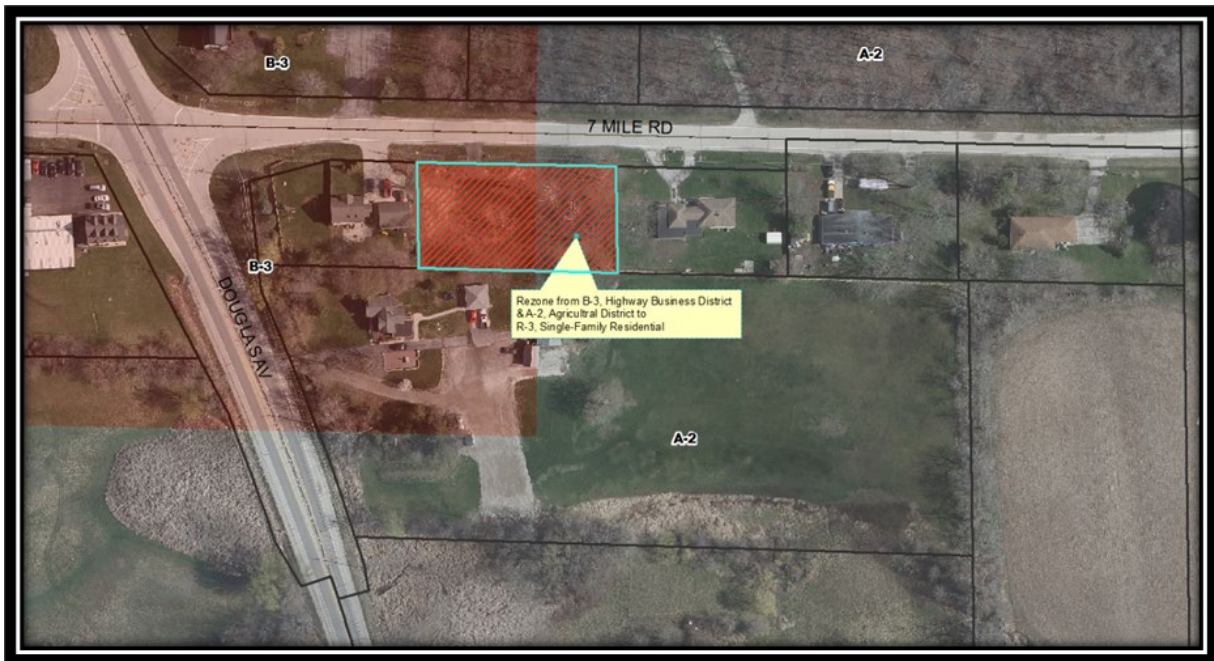 B-3
A-2
7 MILE RD
B-3
DOUGLAS AV
Rezone from B-3, Highway Business District
& A-2, Agricultral District to
R-3, Single-Family Residential
A-2